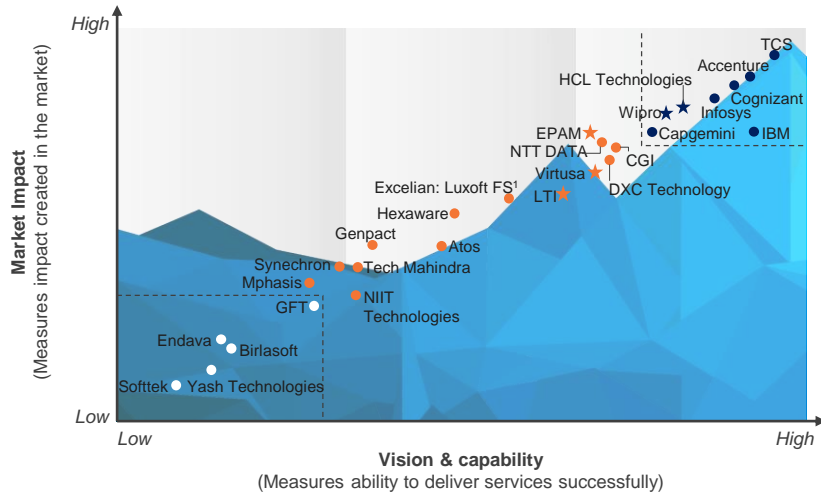 High
Market Impact
(Measures impact created in the market)
TCS
Accenture
HCL Technologies
Cognizant
Wipro
Infosys
Capgemini
IBM
EPAM
NTT DATA
CGI
Virtusa
DXC Technology
LTI
Excelian: Luxoft FS¹
Hexaware
Genpact
Atos
Synechron
Tech Mahindra
Mphasis
NIIT
Technologies
GFT
Endava
Birlasoft
Softtek
Yash Technologies
Low
Low
High
Vision & capability
(Measures ability to deliver services successfully)